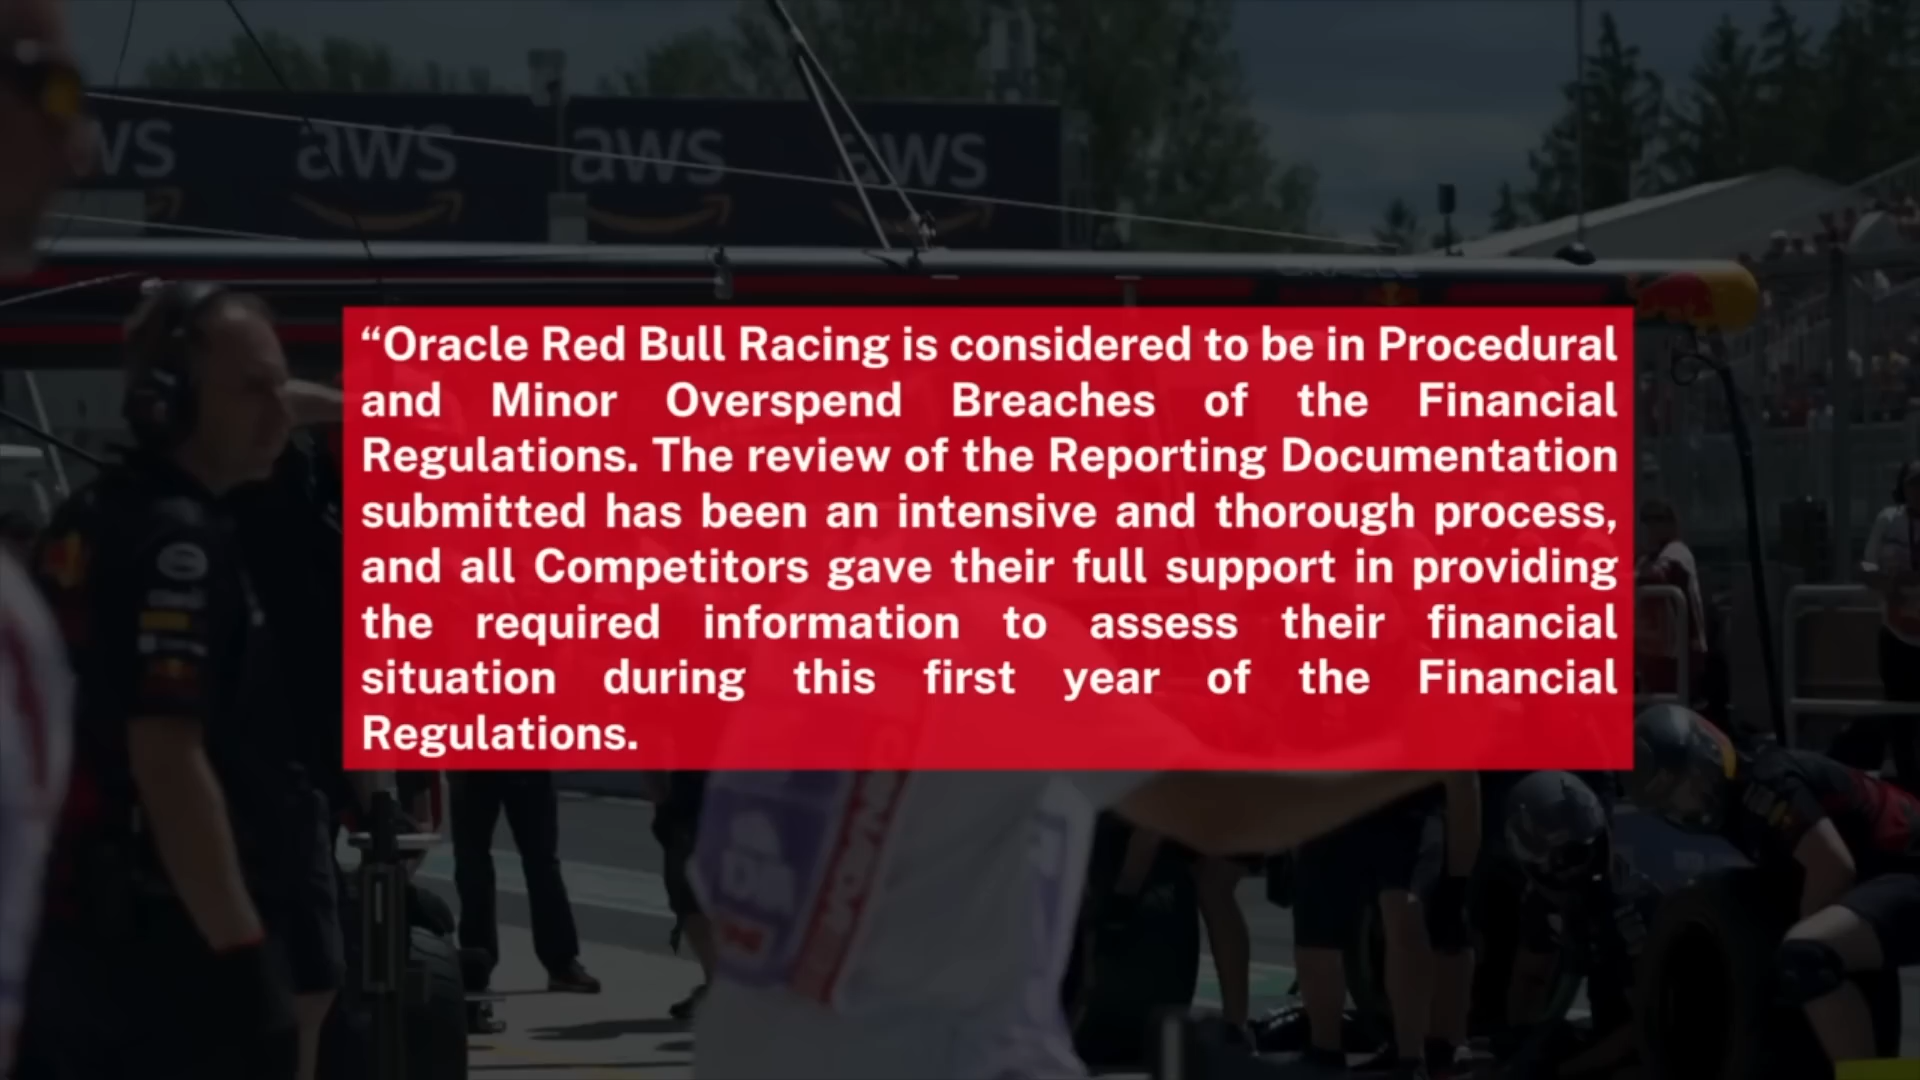 aws
aws
aws
“Oracle Red Bull Racing is considered to be in Procedural
and Minor Overspend Breaches of the Financial
Regulations. The review of the Reporting Documentation
submitted has been an intensive and thorough process,
and all Competitors gave their full support in providing
the required information to assess their financial
situation during this first year of the Financial
Regulations.